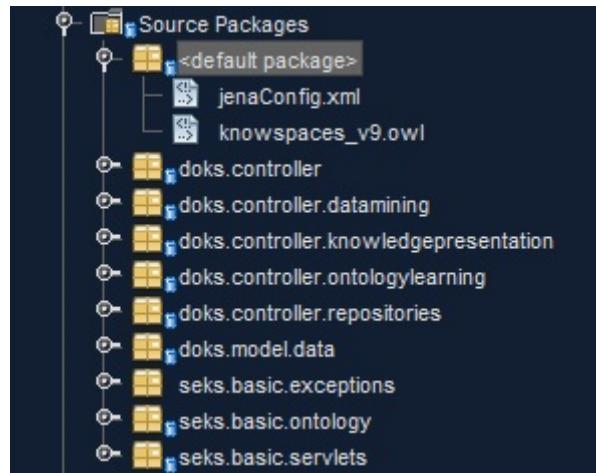 Source Packages
<default package>
jenaConfig.xml
knowspaces_v9.owl
doks.controller
doks.controller.datamining
doks.controller.knowledgepresentation
doks.controller.ontologylearning
doks.controller.repositories
doks.model.data
seks.basic.exceptions
seks.basic.ontology
seks.basic.servlets